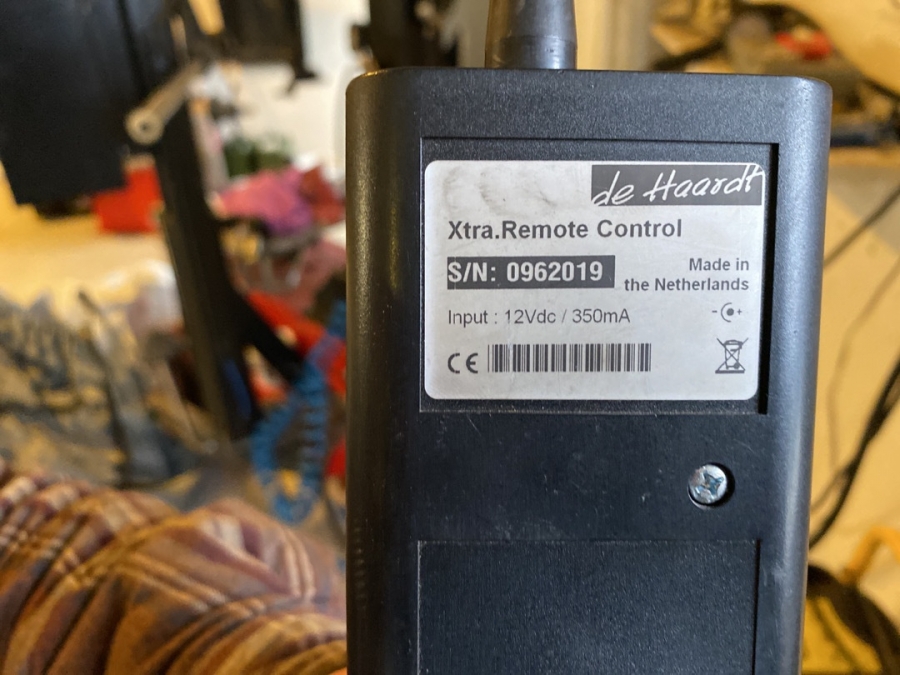 de Haardt
Xtra.Remote Control
S/N: 0962019
Made in
the Netherlands
Input : 12Vdc / 350mA
- +
CE